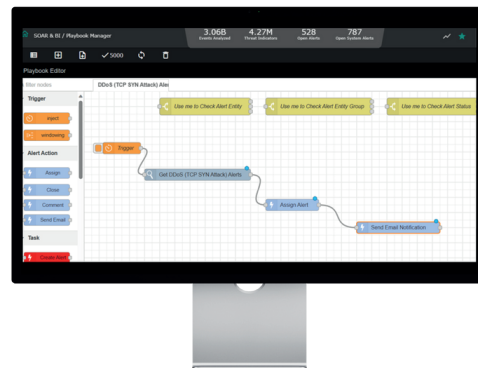 SOAR & BI / Playbook Manager
3.06B
Events Analyzed
4.27M
Threat Indicators
528
Open Alerts
787
Open System Alerts
5000
Playbook Editor
filter nodes
DDoS (TCP SYN Attack) Aler
Trigger
inject
windowing
Alert Action
Assign
Close
Comment
Send Email
Task
Create Alert
Use me to Check Alert Entity
Use me to Check Alert Entity Group
Use me to Check Alert Status
Trigger
Get DDoS (TCP SYN Attack) Alerts
Assign Alert
Send Email Notification